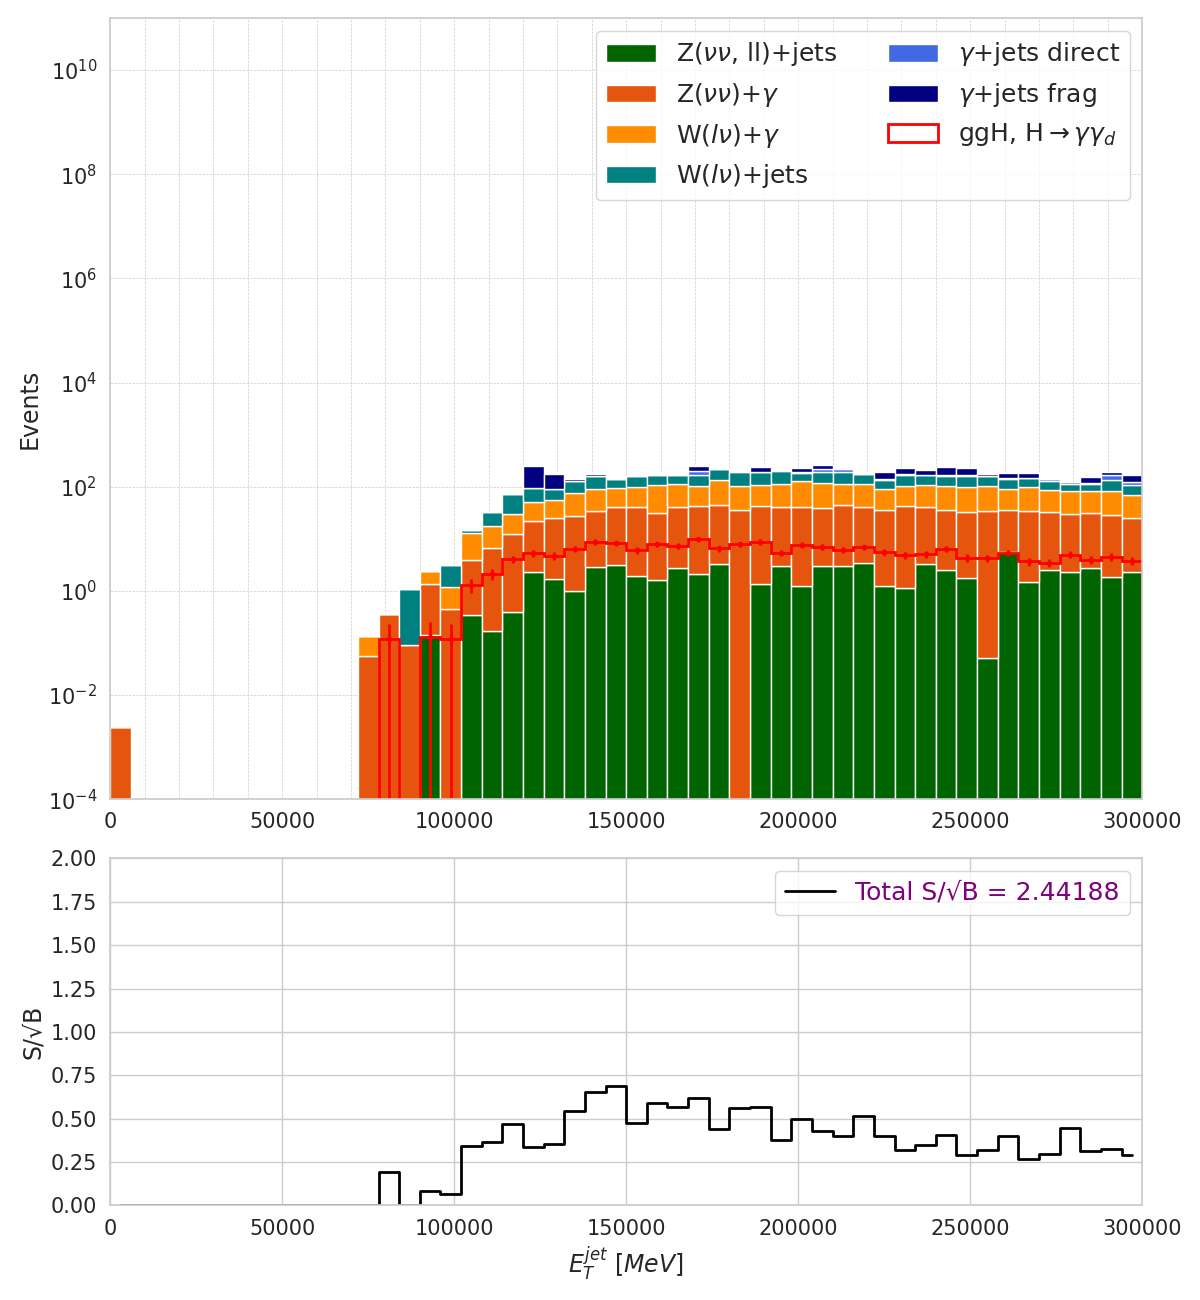 Z(νν, ll)+jets
Z(νν)+γ
W(lν)+γ
W(lν)+jets
γ+jets direct
γ+jets frag
ggH, H→γγ_d
Events
10^10
10^8
10^6
10^4
10^2
10^0
10^−2
10^−4
0 50000 100000 150000 200000 250000 300000
Total S/√B = 2.44188
S/√B
2.00
1.75
1.50
1.25
1.00
0.75
0.50
0.25
0.00
0 50000 100000 150000 200000 250000 300000
E_T^jet [MeV]